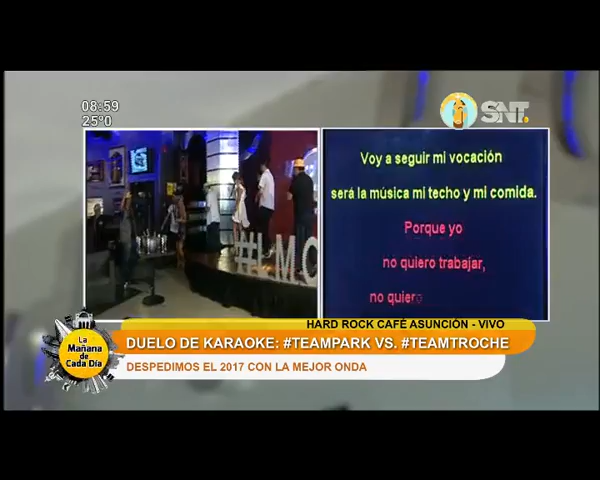 08:59
25°0
SNT.
Voy a seguir mi vocación
será la música mi techo y mi comida.
Porque yo
no quiero trabajar,
no quiero
#LMC
HARD ROCK CAFÉ ASUNCIÓN - VIVO
DUELO DE KARAOKE: #TEAMPARK VS. #TEAMTROCHE
DESPEDIMOS EL 2017 CON LA MEJOR ONDA
La
Mañana
de
Cada Día